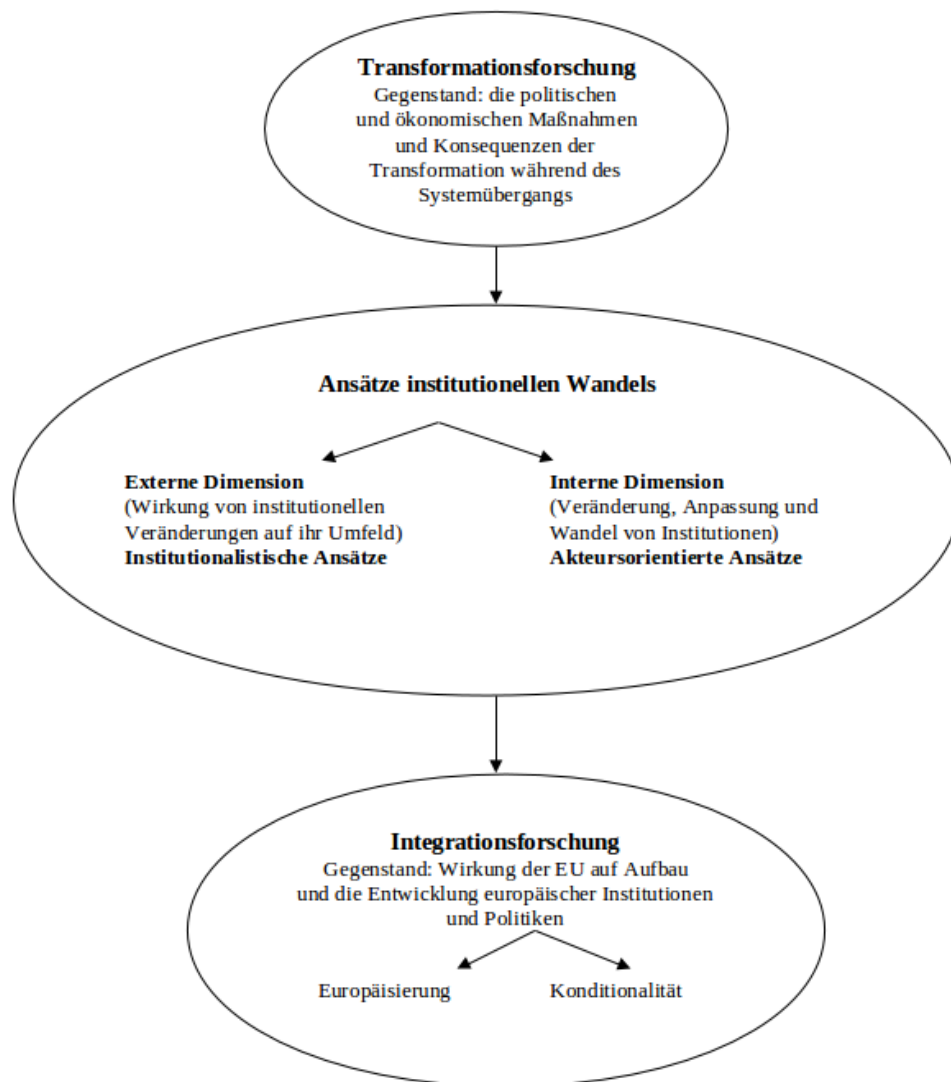 Transformationsforschung
Gegenstand: die politischen
und ökonomischen Maßnahmen
und Konsequenzen der
Transformation während des
Systemübergangs
Ansätze institutionellen Wandels
Externe Dimension
(Wirkung von institutionellen
Veränderungen auf ihr Umfeld)
Institutionalistische Ansätze
Interne Dimension
(Veränderung, Anpassung und
Wandel von Institutionen)
Akteursorientierte Ansätze
Integrationsforschung
Gegenstand: Wirkung der EU auf Aufbau
und die Entwicklung europäischer Institutionen
und Politiken
Europäisierung
Konditionalität